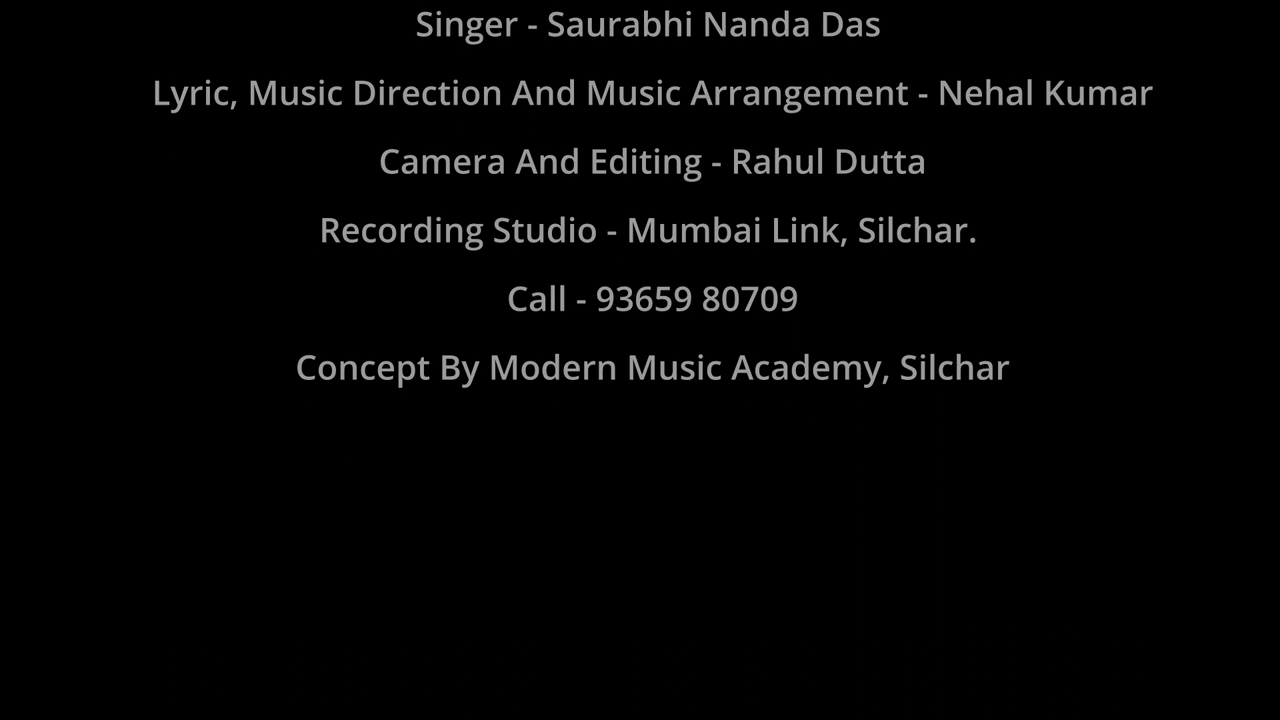 Singer - Saurabhi Nanda Das
Lyric, Music Direction And Music Arrangement - Nehal Kumar
Camera And Editing - Rahul Dutta
Recording Studio - Mumbai Link, Silchar.
Call - 93659 80709
Concept By Modern Music Academy, Silchar